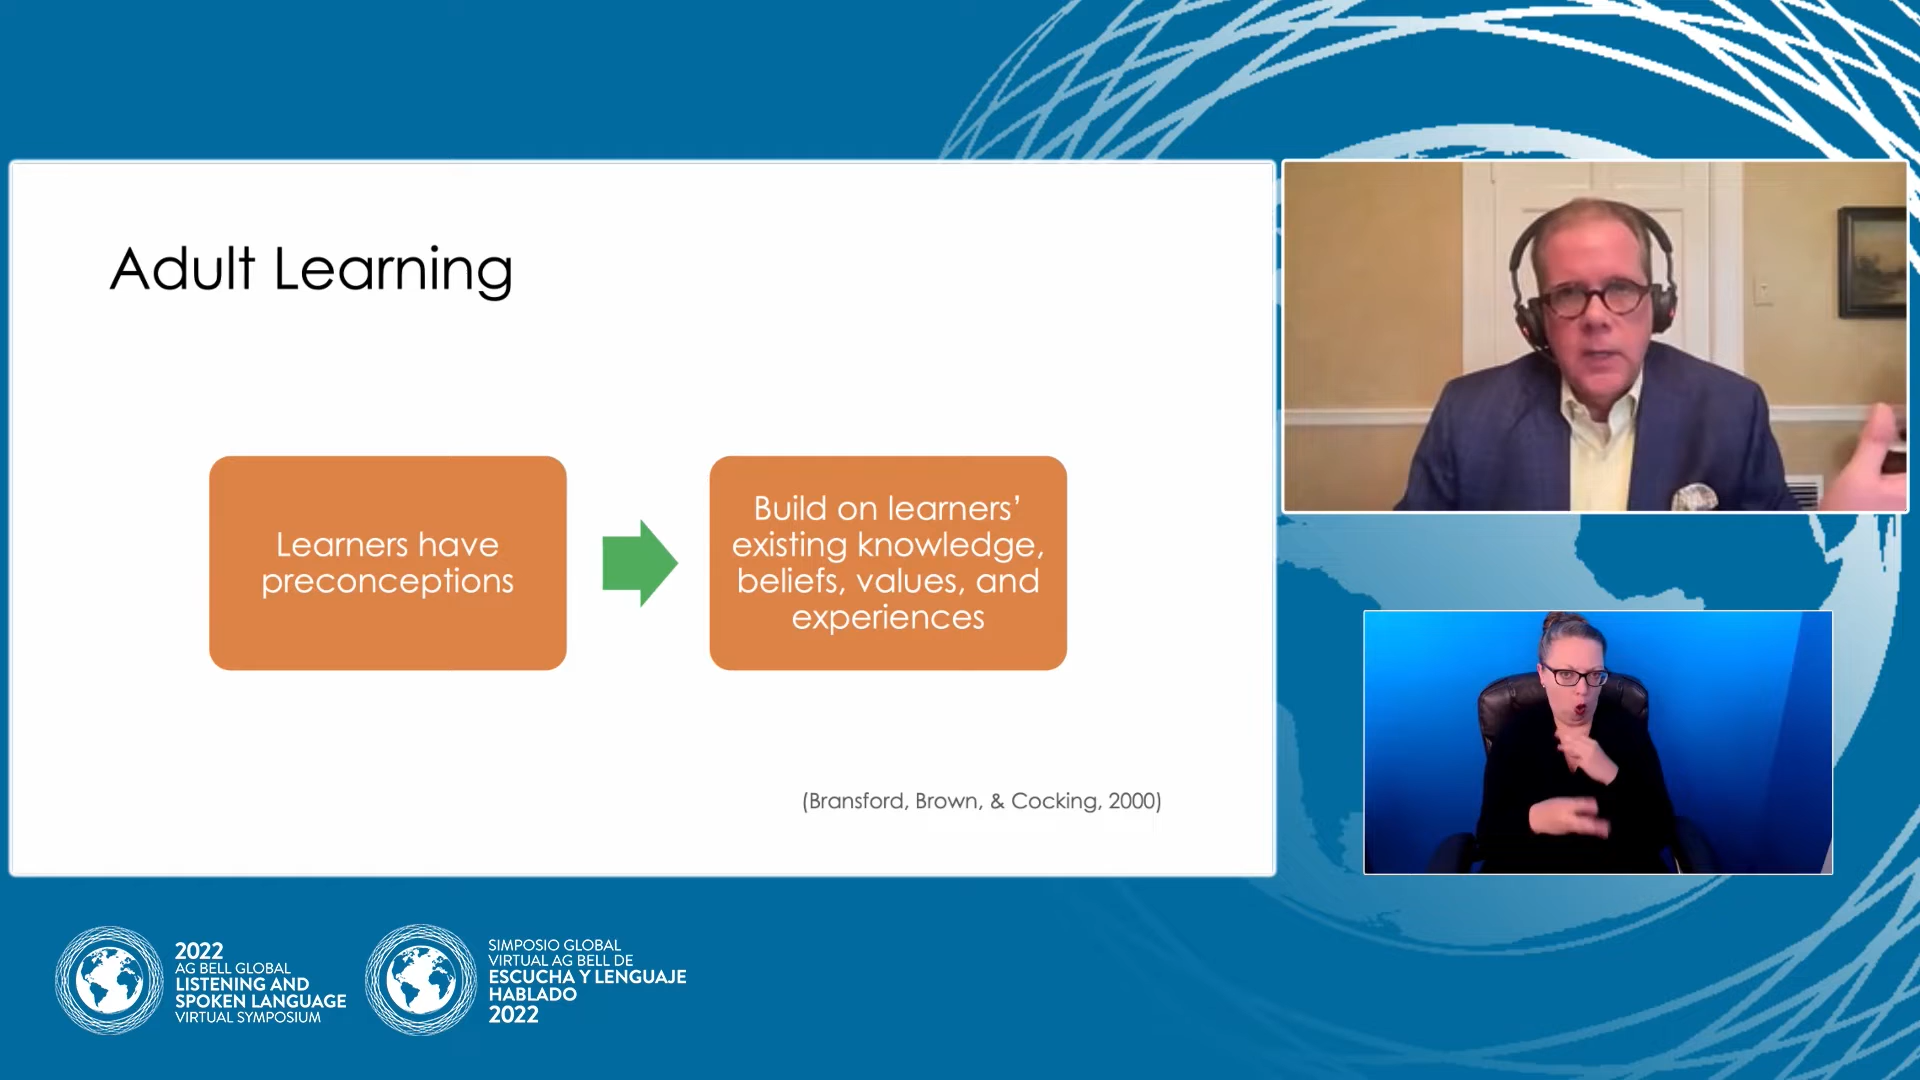 Adult Learning
Learners have
preconceptions
Build on learners’
existing knowledge,
beliefs, values, and
experiences
(Bransford, Brown, & Cocking, 2000)
2022
AG BELL GLOBAL
LISTENING AND
SPOKEN LANGUAGE
VIRTUAL SYMPOSIUM
SIMPOSIO GLOBAL
VIRTUAL AG BELL DE
ESCUCHA Y LENGUAJE
HABLADO
2022